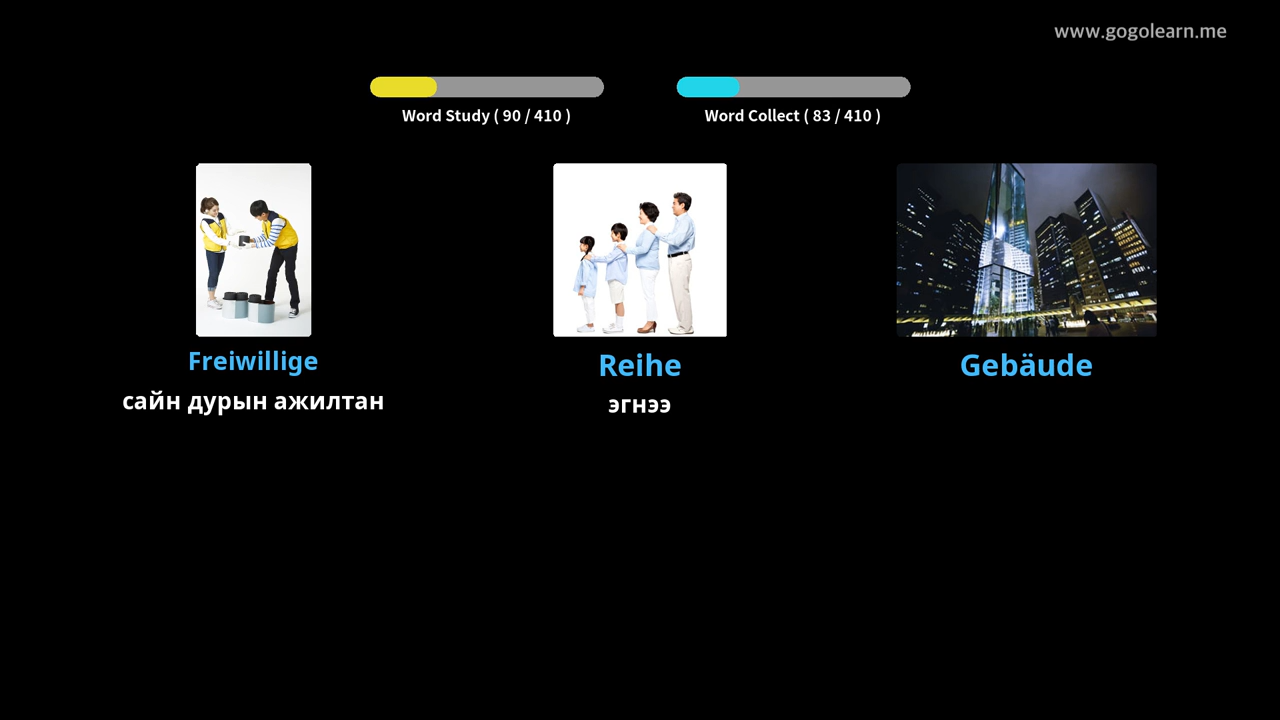 www.gogolearn.me
Word Study ( 90 / 410 )
Word Collect ( 83 / 410 )
Freiwillige
сайн дурын ажилтан
Reihe
эгнээ
Gebäude